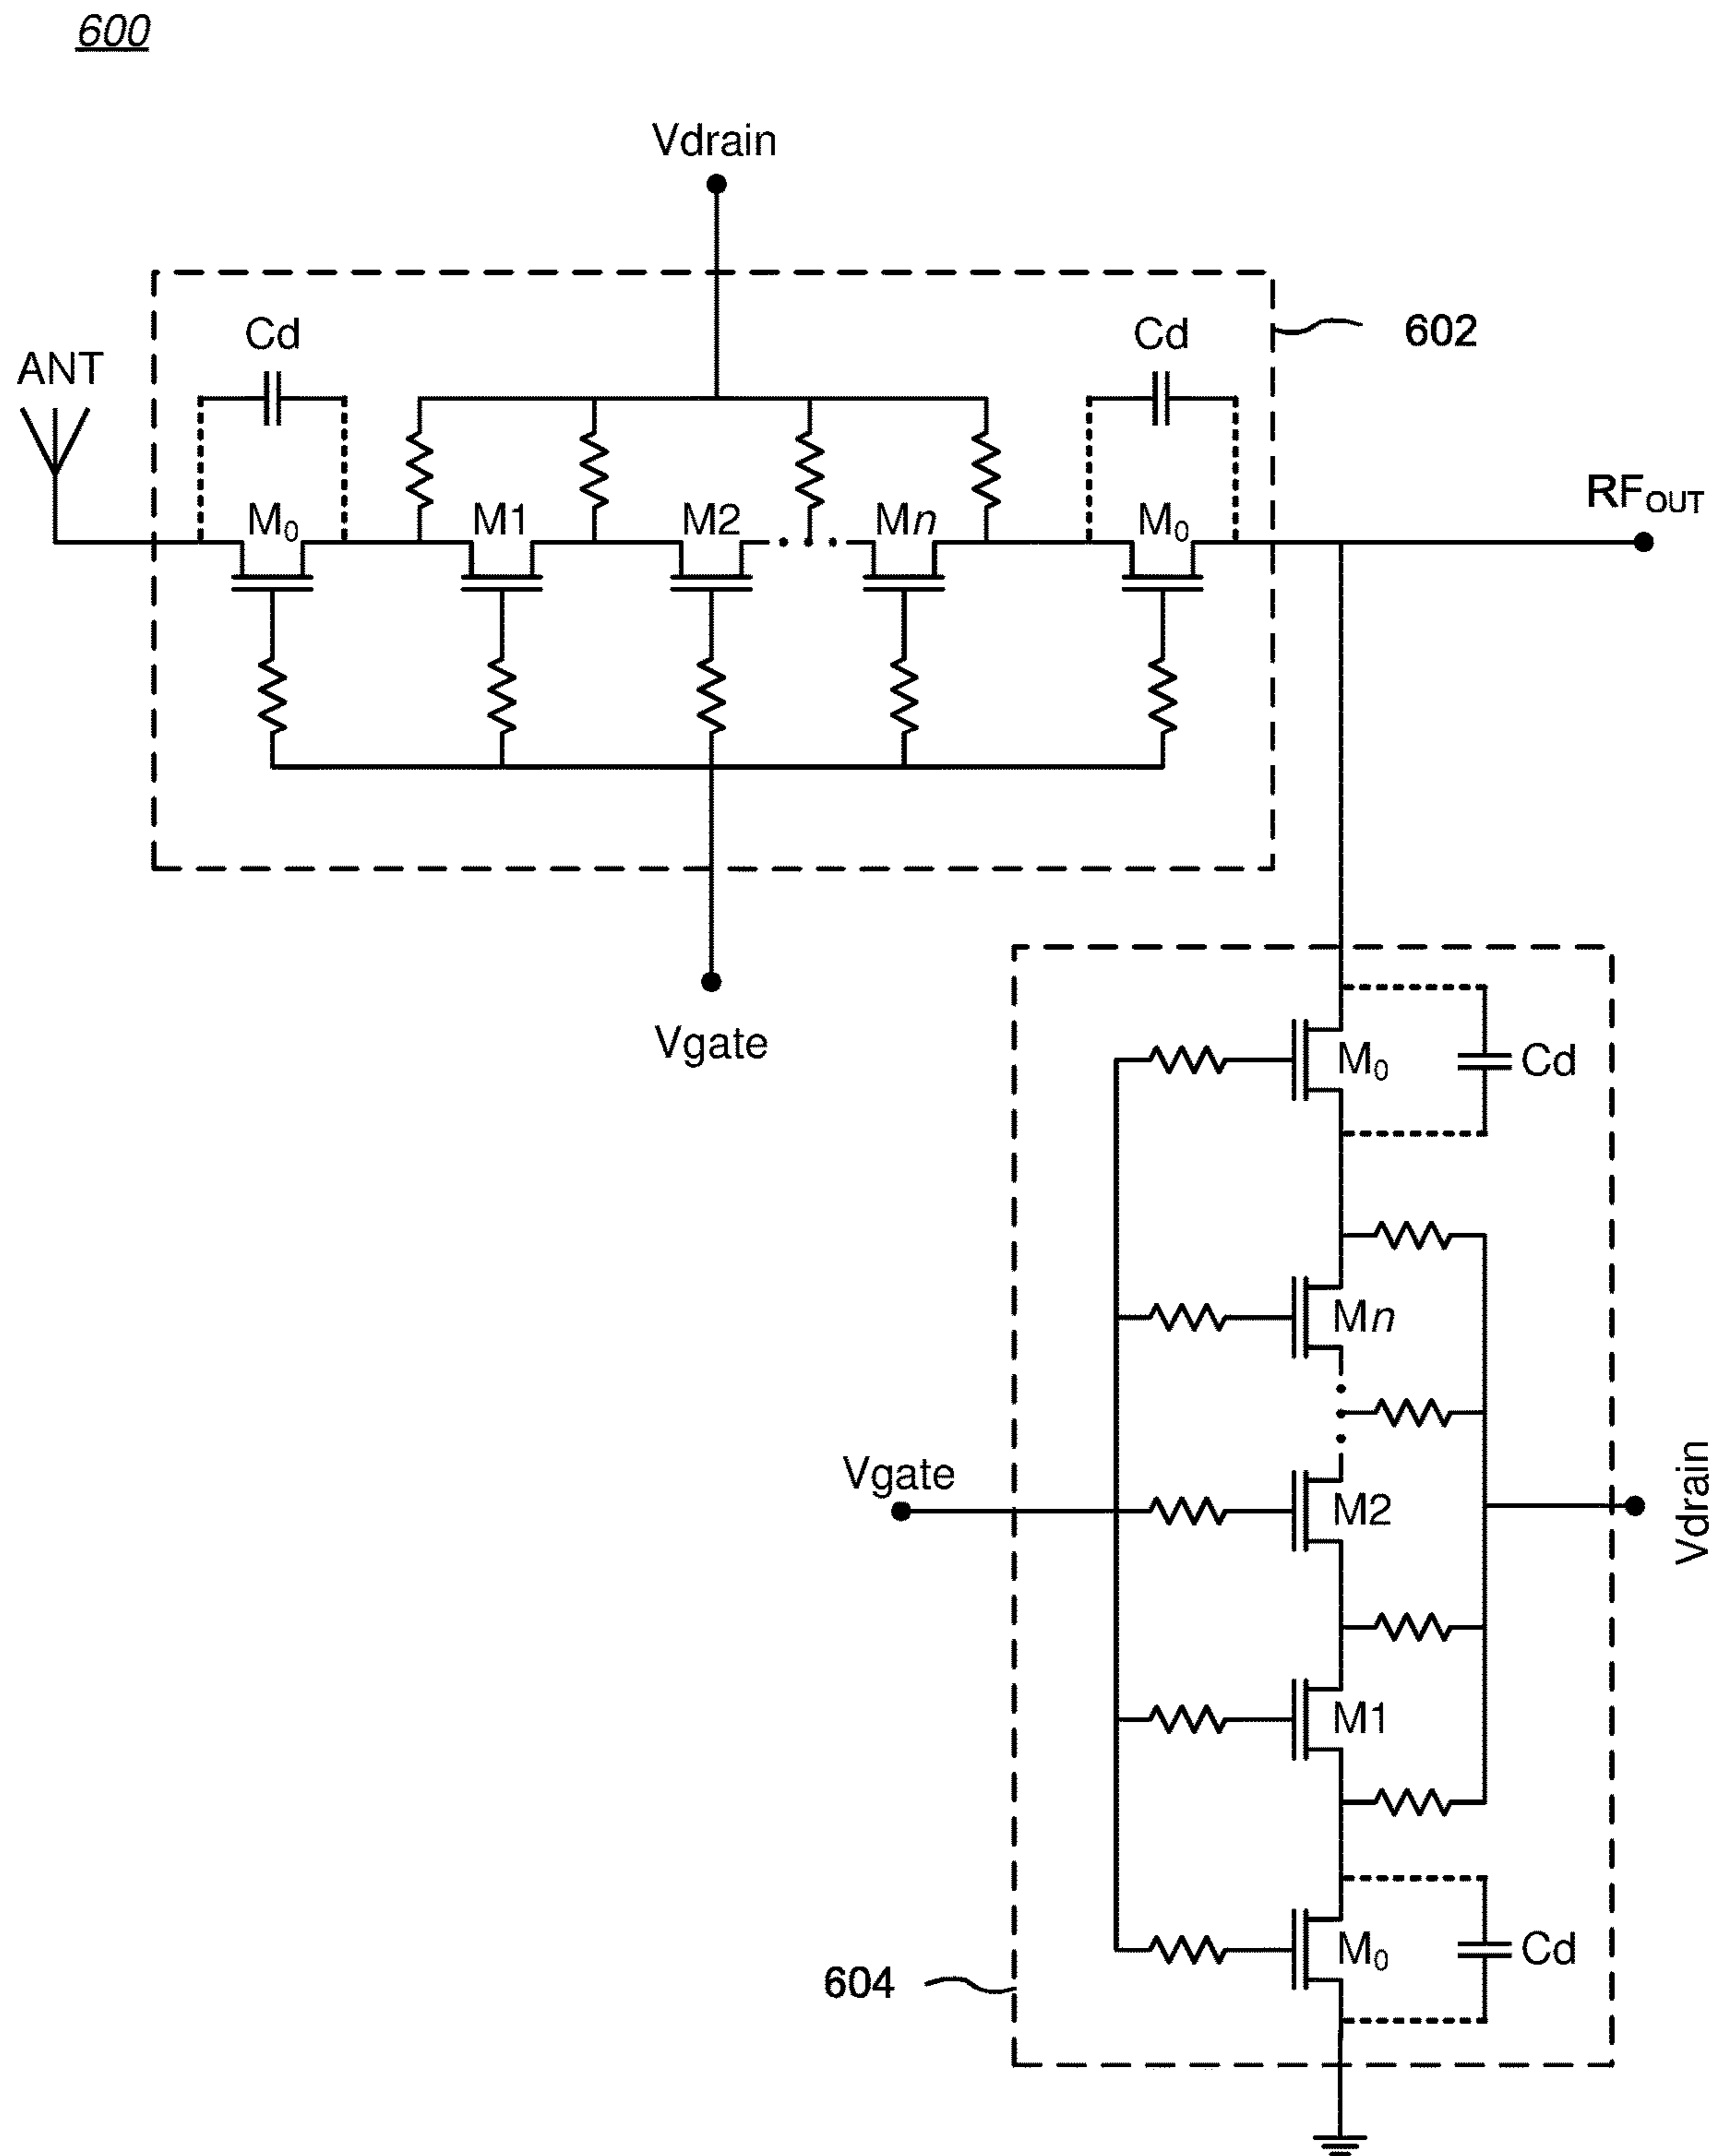 600
Vdrain
Cd
Cd
602
ANT
RFOUT
M0
M1
M2
Mn
M0
Vgate
M0
Cd
Mn
Vgate
M2
Vdrain
M1
M0
Cd
604